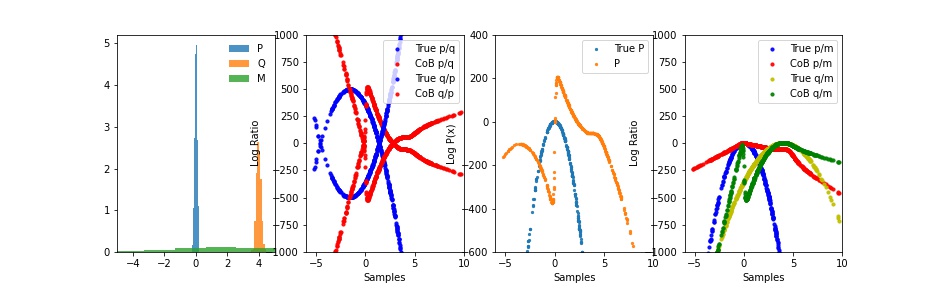 5
4
3
2
1
0
P
Q
M
−4
−2
0
2
4
Log Ratio
1000
750
500
250
0
−250
−500
−750
1000
True p/q
CoB p/q
True q/p
CoB q/p
−5
0
5
10
Samples
Log P(x)
400
200
0
−200
−400
−600
True P
P
−5
0
5
10
Samples
Log Ratio
1000
750
500
250
0
−250
−500
−750
1000
True p/m
CoB p/m
True q/m
CoB q/m
−5
0
5
10
Samples